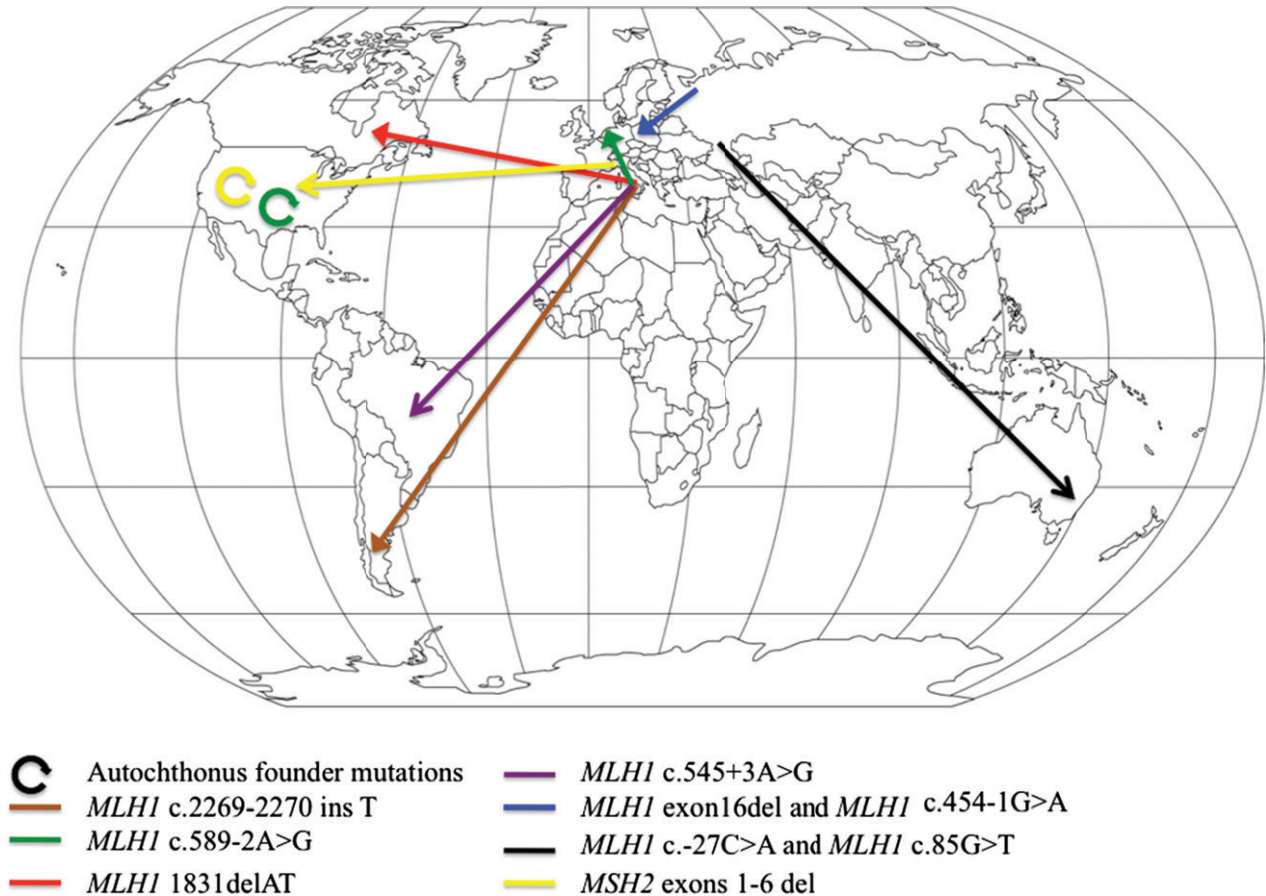 Autochthonus founder mutations
MLH1 c.2269-2270 ins T
MLH1 c.589-2A>G
MLH1 1831delAT
MLH1 c.545+3A>G
MLH1 exon16del and MLH1 c.454-1G>A
MLH1 c.-27C>A and MLH1 c.85G>T
MSH2 exons 1-6 del